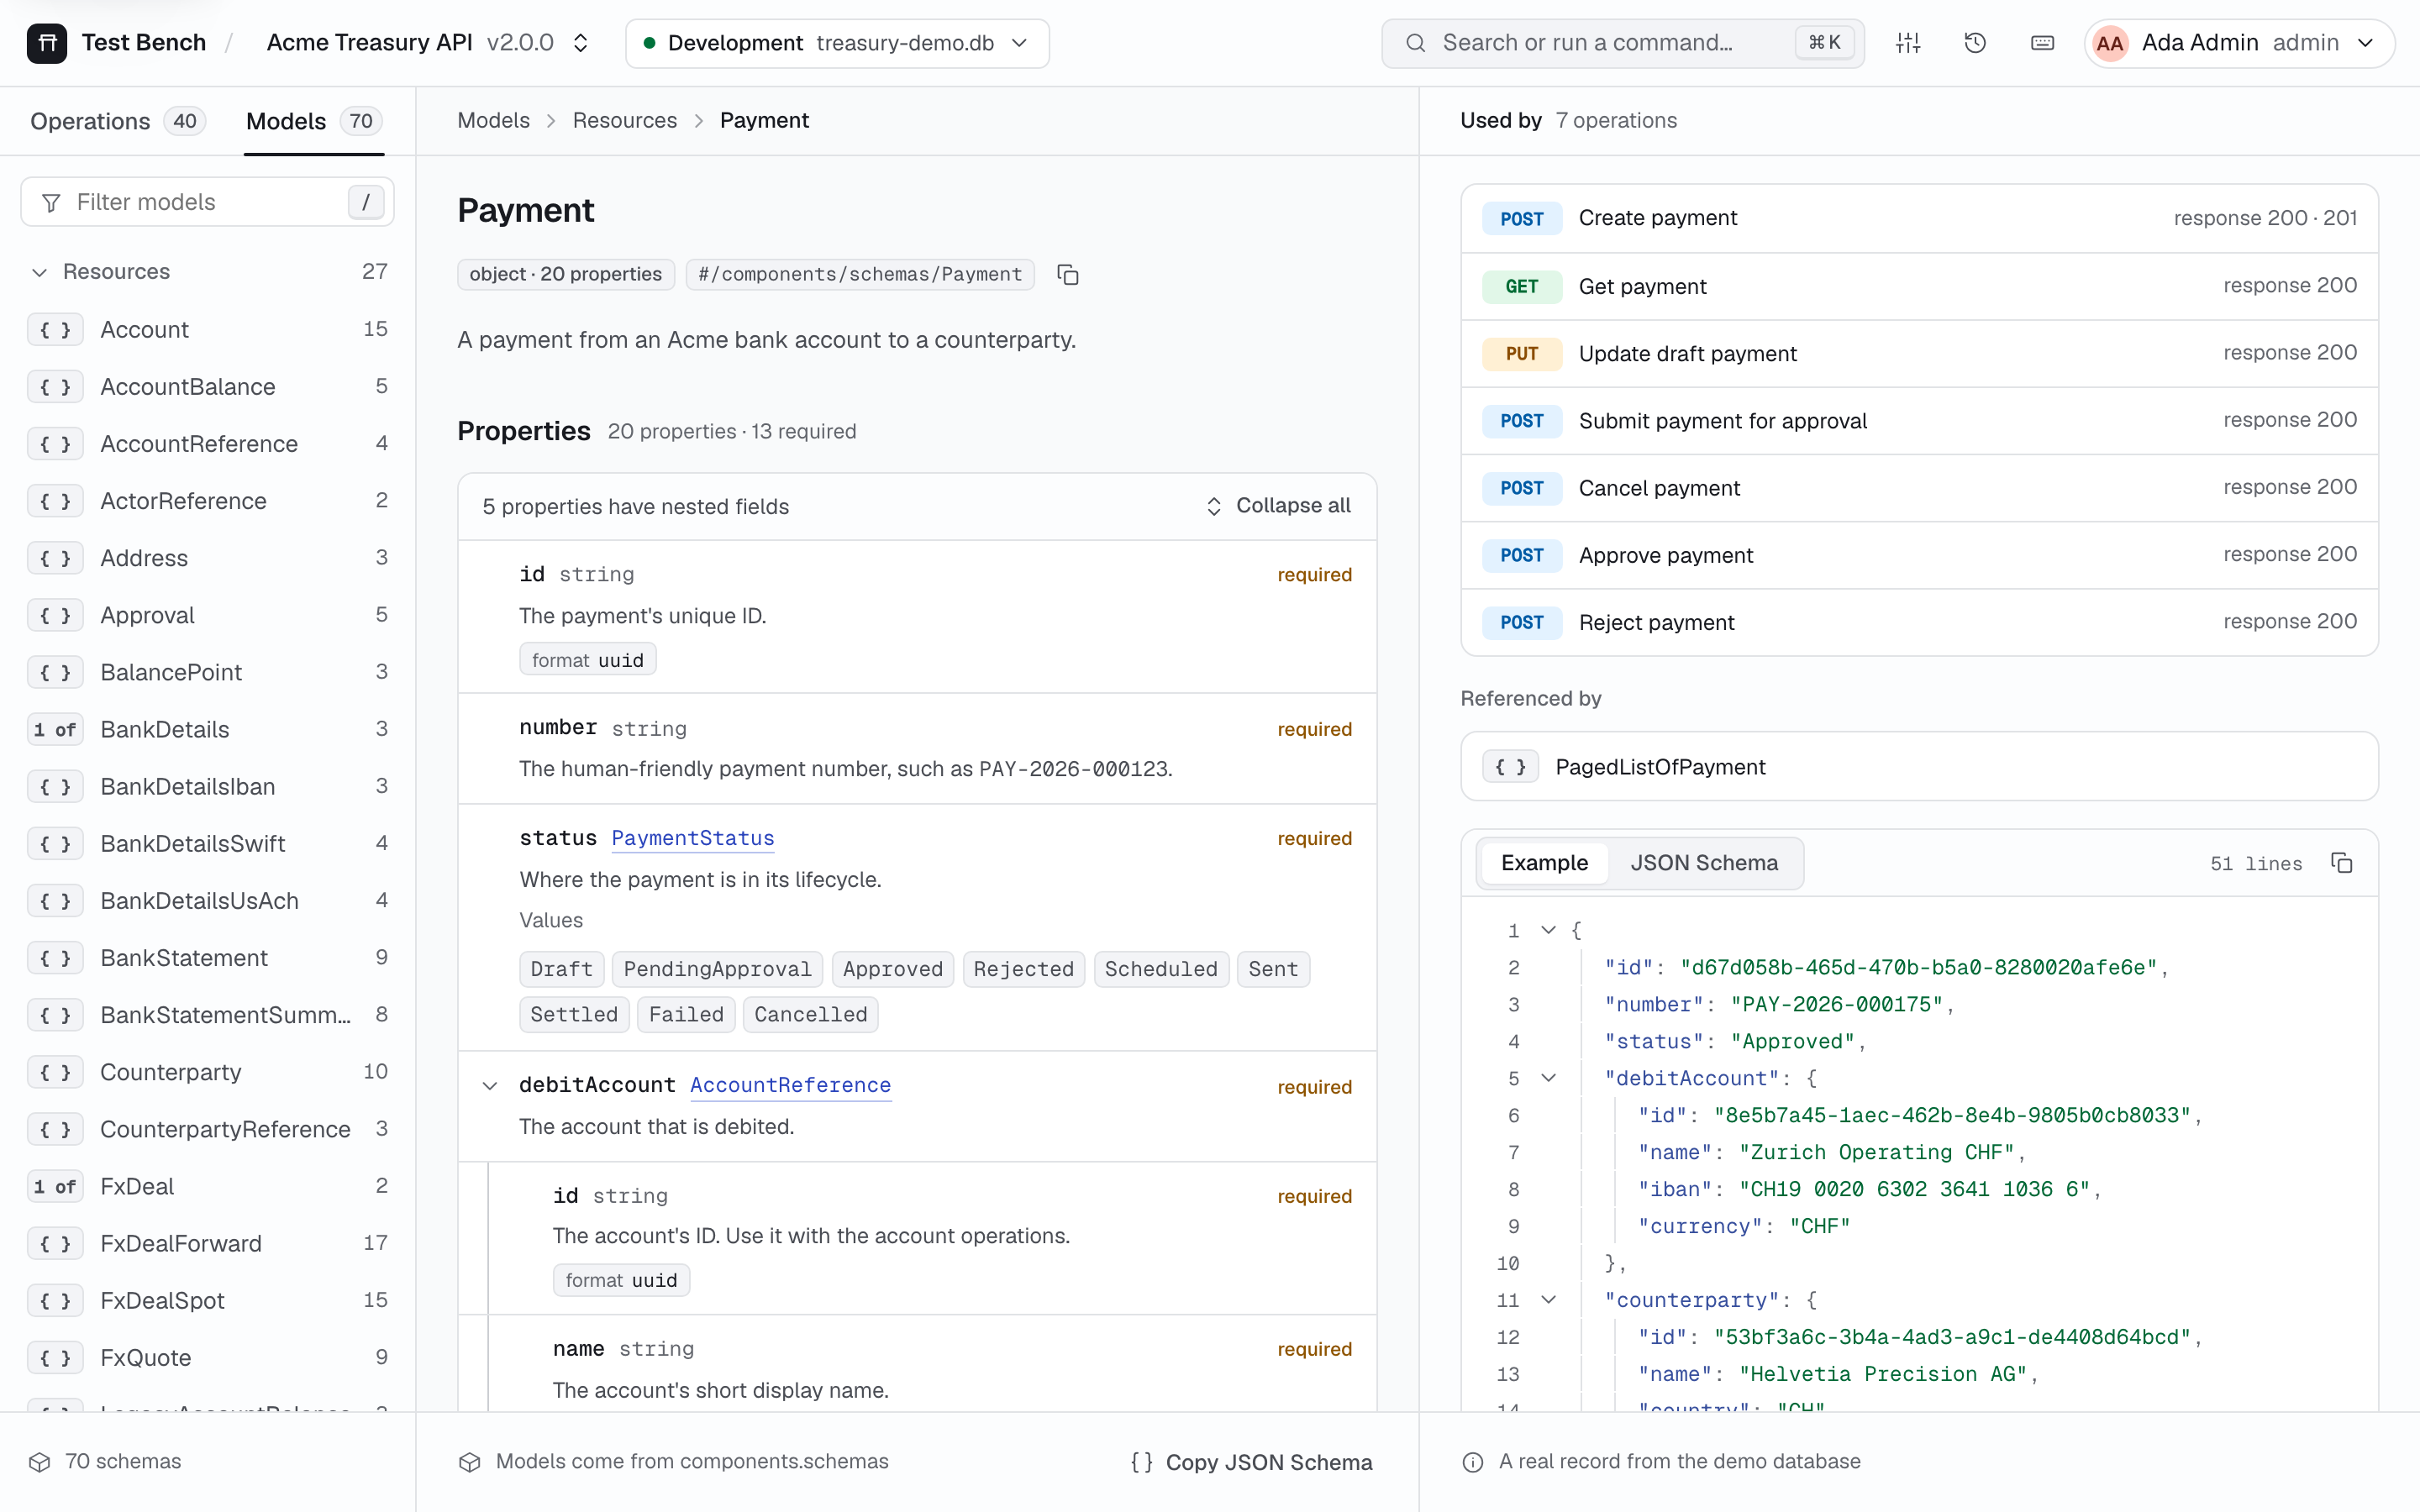 Test Bench / Acme Treasury API v2.0.0
Development treasury-demo.db
Search or run a command... ⌘K
AA Ada Admin admin
Operations 40
Models 70
Filter models /
Resources 27
{ } Account 15
{ } AccountBalance 5
{ } AccountReference 4
{ } ActorReference 2
{ } Address 3
{ } Approval 5
{ } BalancePoint 3
1 of BankDetails 3
{ } BankDetailsIban 3
{ } BankDetailsSwift 4
{ } BankDetailsUsAch 4
{ } BankStatement 9
{ } BankStatementSumm... 8
{ } Counterparty 10
{ } CounterpartyReference 3
1 of FxDeal 2
{ } FxDealForward 17
{ } FxDealSpot 15
{ } FxQuote 9
70 schemas
Models > Resources > Payment
Payment
object · 20 properties #/components/schemas/Payment
A payment from an Acme bank account to a counterparty.
Properties 20 properties · 13 required
5 properties have nested fields Collapse all
id string required
The payment's unique ID.
format uuid
number string required
The human-friendly payment number, such as PAY-2026-000123.
status PaymentStatus required
Where the payment is in its lifecycle.
Values
Draft PendingApproval Approved Rejected Scheduled Sent
Settled Failed Cancelled
debitAccount AccountReference required
The account that is debited.
id string required
The account's ID. Use it with the account operations.
format uuid
name string required
The account's short display name.
Models come from components.schemas
{ } Copy JSON Schema
Used by 7 operations
POST Create payment response 200 · 201
GET Get payment response 200
PUT Update draft payment response 200
POST Submit payment for approval response 200
POST Cancel payment response 200
POST Approve payment response 200
POST Reject payment response 200
Referenced by
{ } PagedListOfPayment
Example JSON Schema 51 lines
1 {
2 "id": "d67d058b-465d-470b-b5a0-8280020afe6e",
3 "number": "PAY-2026-000175",
4 "status": "Approved",
5 "debitAccount": {
6 "id": "8e5b7a45-1aec-462b-8e4b-9805b0cb8033",
7 "name": "Zurich Operating CHF",
8 "iban": "CH19 0020 6302 3641 1036 6",
9 "currency": "CHF"
10 },
11 "counterparty": {
12 "id": "53bf3a6c-3b4a-4ad3-a9c1-de4408d64bcd",
13 "name": "Helvetia Precision AG",
14 "country": "CH"
A real record from the demo database